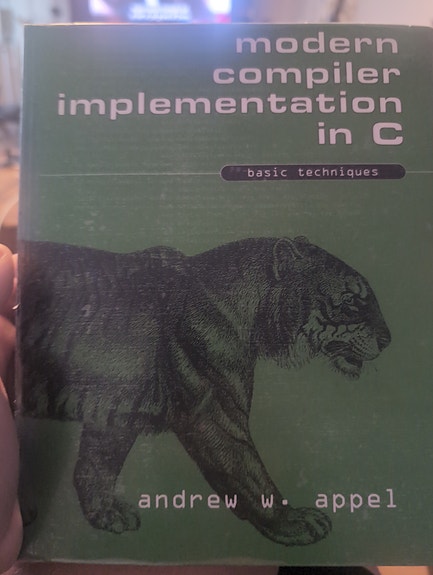 modern
compiler
implementation
in C
basic techniques
andrew w. appel